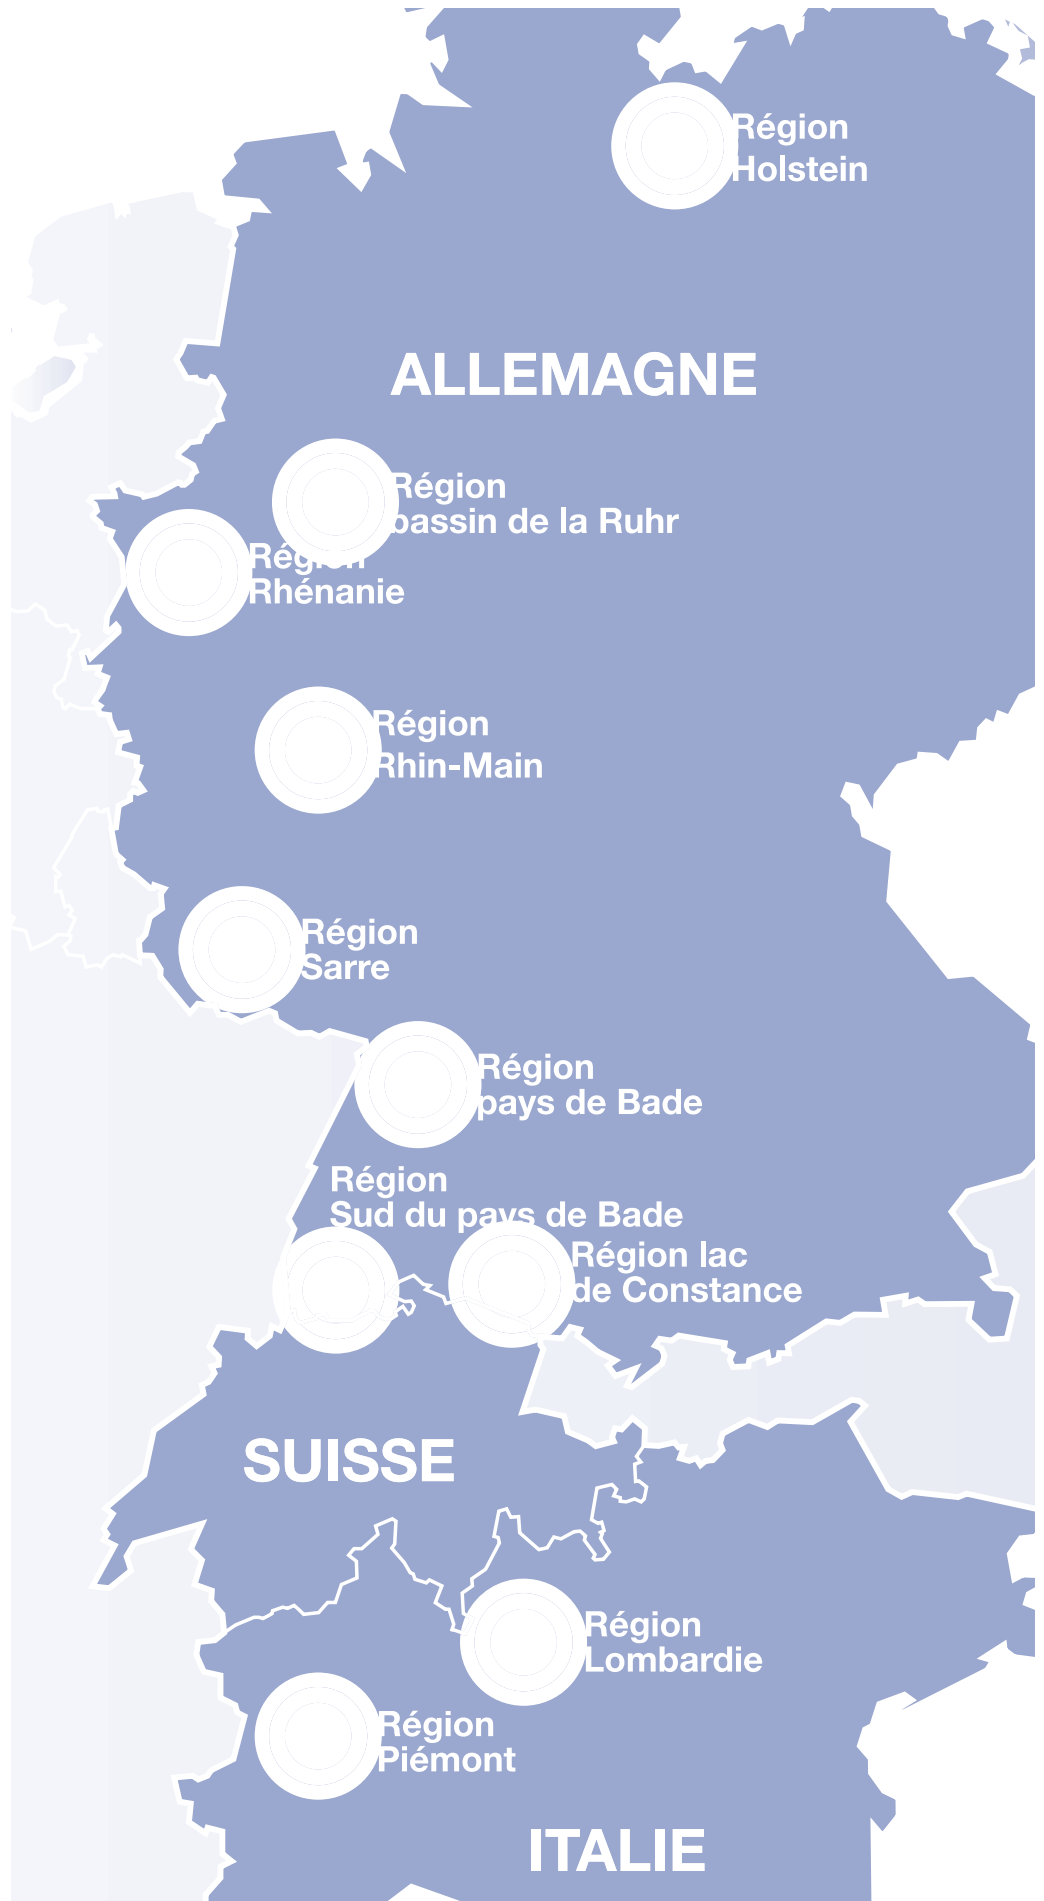 Région
Holstein
ALLEMAGNE
Région
bassin de la Ruhr
Région
Rhénanie
Région
Rhin-Main
Région
Sarre
Région
pays de Bade
Région
Sud du pays de Bade
Région lac
de Constance
SUISSE
Région
Lombardie
Région
Piémont
ITALIE